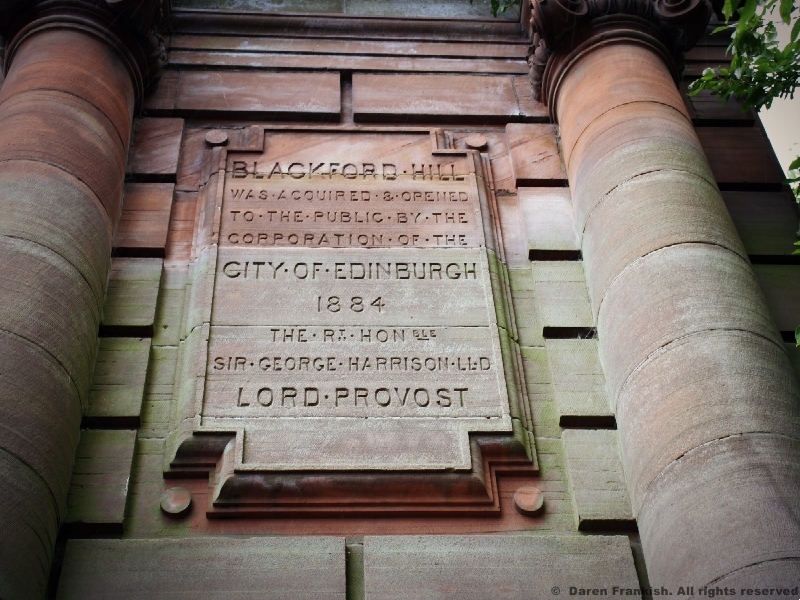 BLACKFORD·HILL
WAS·ACQUIRED·&·OPENED
TO·THE·PUBLIC·BY·THE
CORPORATION·OF·THE
CITY·OF·EDINBURGH
1884
THE·RT·HONBLE
SIR·GEORGE·HARRISON·LL·D
LORD·PROVOST
© Daren Frankish. All rights reserved